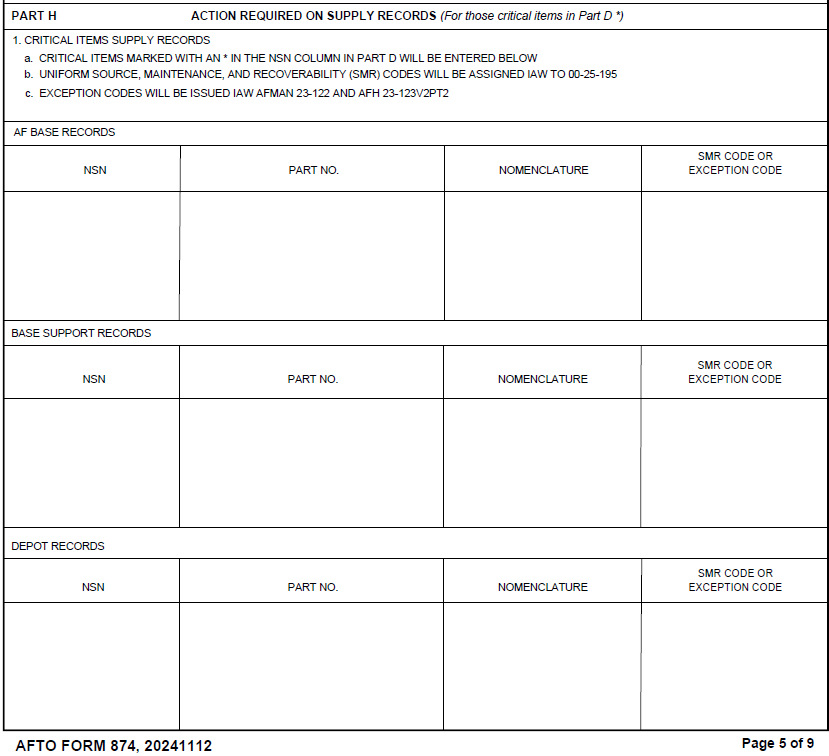 PART H ACTION REQUIRED ON SUPPLY RECORDS (For those critical items in Part D *)
1. CRITICAL ITEMS SUPPLY RECORDS
a. CRITICAL ITEMS MARKED WITH AN * IN THE NSN COLUMN IN PART D WILL BE ENTERED BELOW
b. UNIFORM SOURCE, MAINTENANCE, AND RECOVERABILITY (SMR) CODES WILL BE ASSIGNED IAW TO 00-25-195
c. EXCEPTION CODES WILL BE ISSUED IAW AFMAN 23-122 AND AFH 23-123V2PT2
AF BASE RECORDS
NSN PART NO. NOMENCLATURE SMR CODE OR
EXCEPTION CODE
BASE SUPPORT RECORDS
NSN PART NO. NOMENCLATURE SMR CODE OR
EXCEPTION CODE
DEPOT RECORDS
NSN PART NO. NOMENCLATURE SMR CODE OR
EXCEPTION CODE
AFTO FORM 874, 20241112 Page 5 of 9